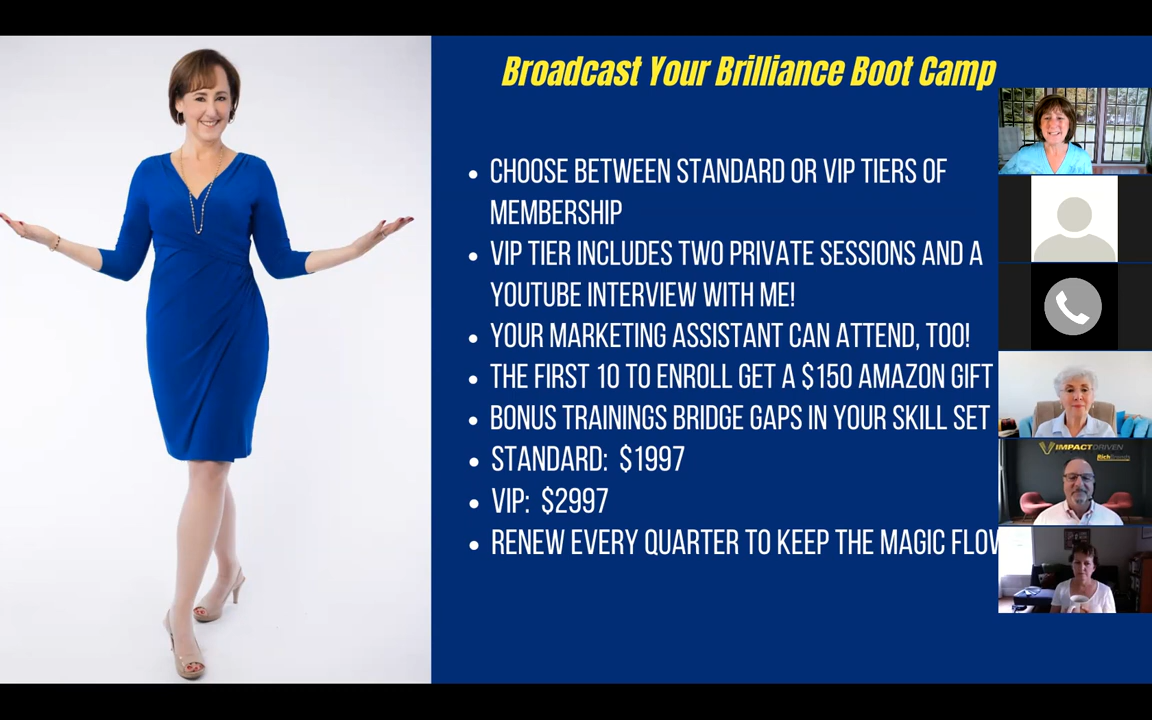 Broadcast Your Brilliance Boot Camp
• CHOOSE BETWEEN STANDARD OR VIP TIERS OF
MEMBERSHIP
• VIP TIER INCLUDES TWO PRIVATE SESSIONS AND A
YOUTUBE INTERVIEW WITH ME!
• YOUR MARKETING ASSISTANT CAN ATTEND, TOO!
• THE FIRST 10 TO ENROLL GET A $150 AMAZON GIFT
• BONUS TRAININGS BRIDGE GAPS IN YOUR SKILL SET
• STANDARD: $1997
• VIP: $2997
• RENEW EVERY QUARTER TO KEEP THE MAGIC FLOW
IMPACTDRIVEN